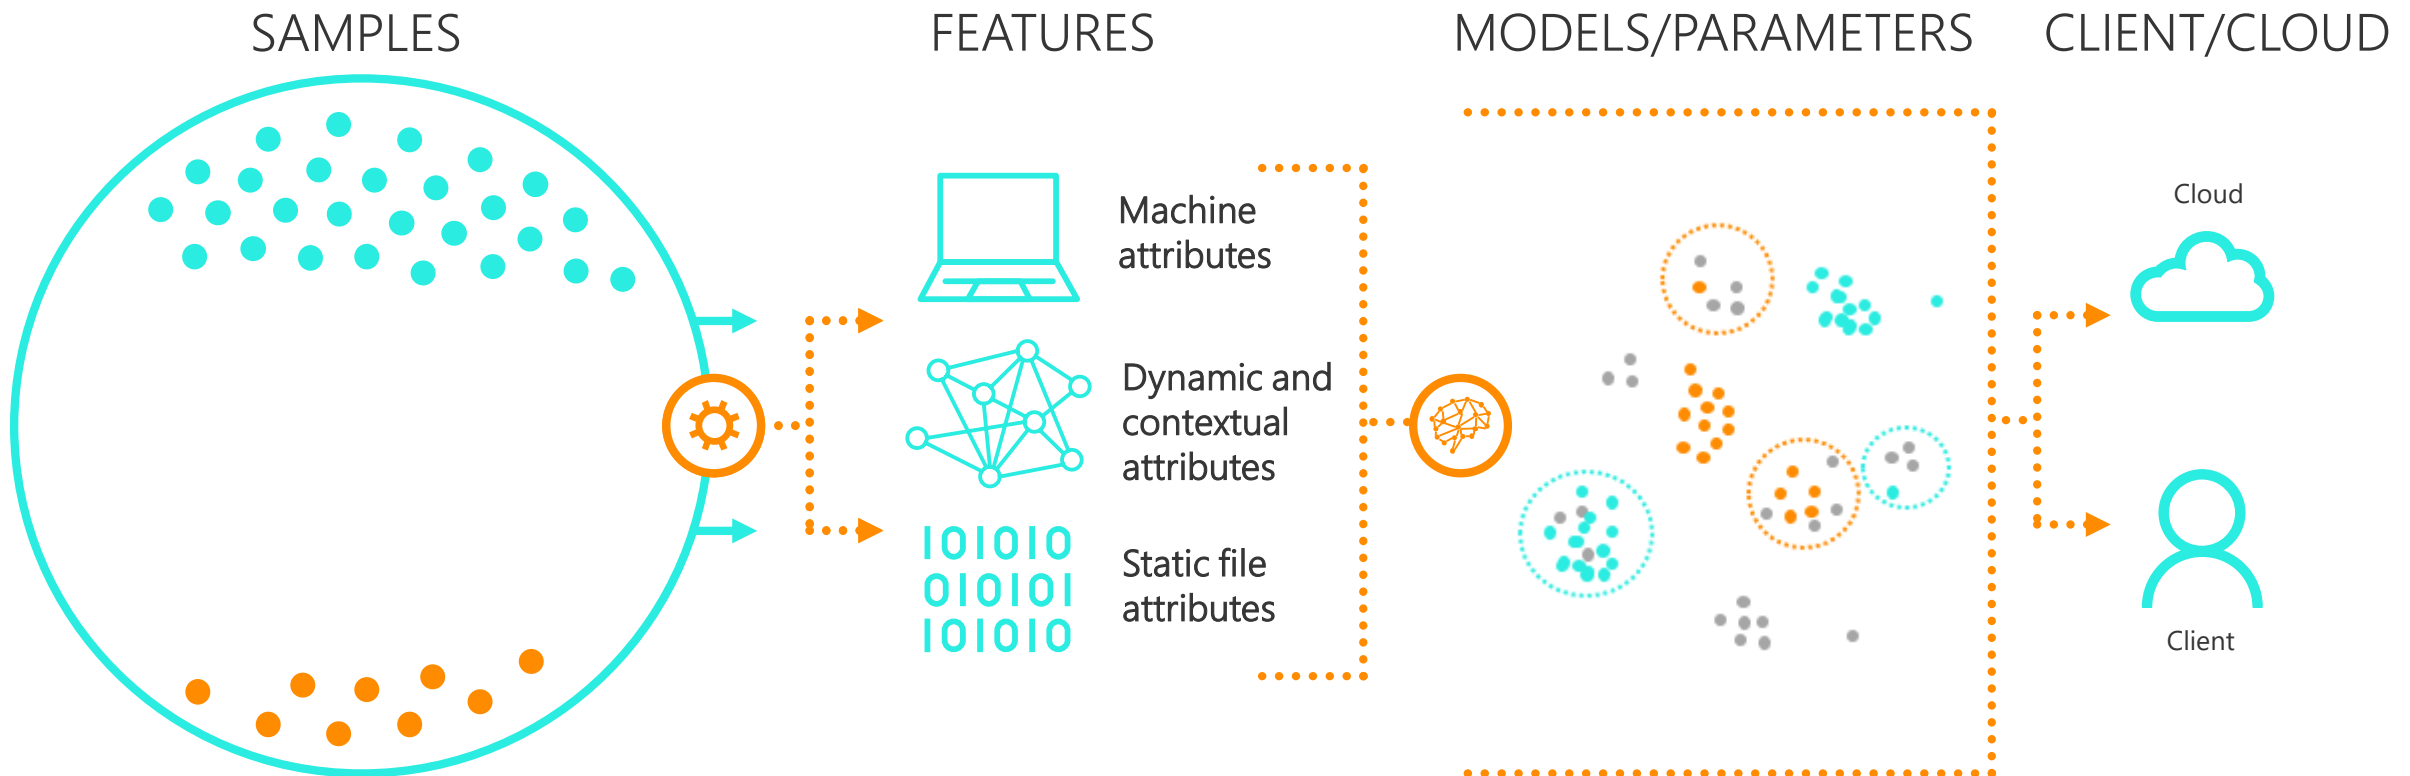 SAMPLES
FEATURES
MODELS/PARAMETERS
CLIENT/CLOUD
Machine
attributes
Dynamic and
contextual
attributes
101010
010101
101010
Static file
attributes
Cloud
Client